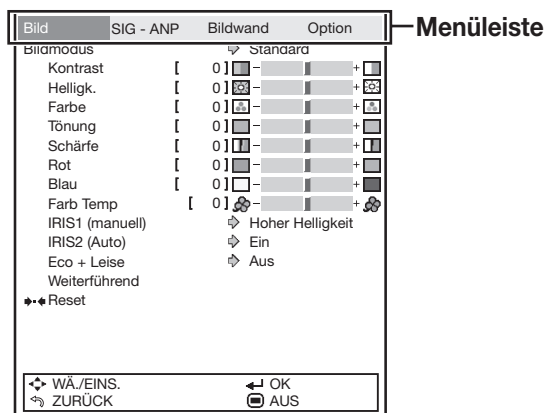 Bild SIG - ANP Bildwand Option Menüleiste
Bildmodus Standard
Kontrast [ 0 ] - +
Helligk. [ 0 ] - +
Farbe [ 0 ] - +
Tönung [ 0 ] - +
Schärfe [ 0 ] - +
Rot [ 0 ] - +
Blau [ 0 ] - +
Farb Temp [ 0 ] - +
IRIS1 (manuell) Hoher Helligkeit
IRIS2 (Auto) Ein
Eco + Leise Aus
Weiterführend
Reset
WÄ./EINS. OK
ZURÜCK AUS